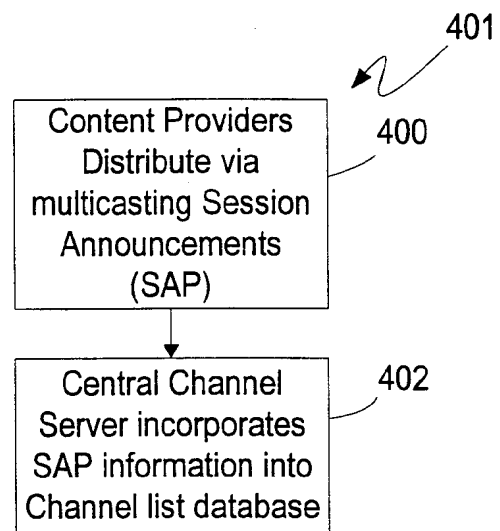 401
Content Providers
Distribute via
multicasting Session
Announcements
(SAP)
400
Central Channel
Server incorporates
SAP information into
Channel list database
402